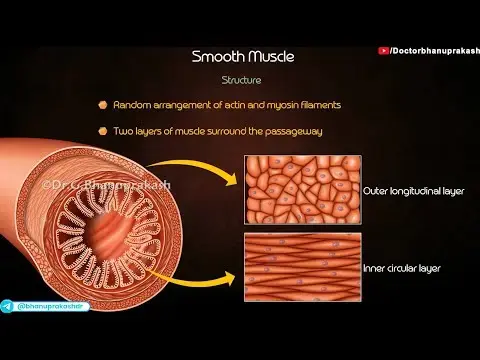 Smooth Muscle
/Doctorbhanuprakash
Structure
Random arrangement of actin and myosin filaments
Two layers of muscle surround the passageway
©Dr.G.Bhanuprakash
Outer longitudinal layer
Inner circular layer
@bhanuprakashdr